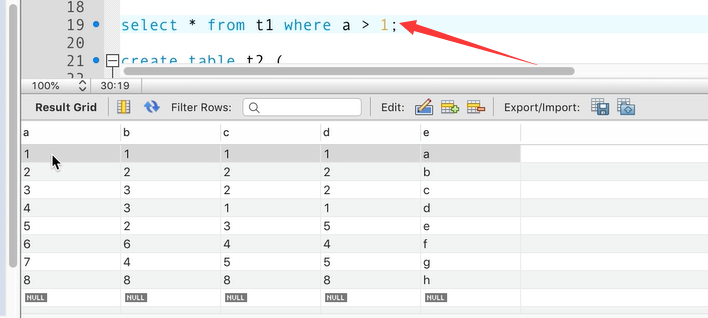 18
19 select * from t1 where a > 1;
20
21 create table t2 (
100% 30:19
Result Grid Filter Rows: Edit: Export/Import:
a b c d e
1 1 1 1 a
2 2 2 2 b
3 3 2 2 c
4 3 1 1 d
5 2 3 5 e
6 6 4 4 f
7 4 5 5 g
8 8 8 8 h
NULL NULL NULL NULL NULL